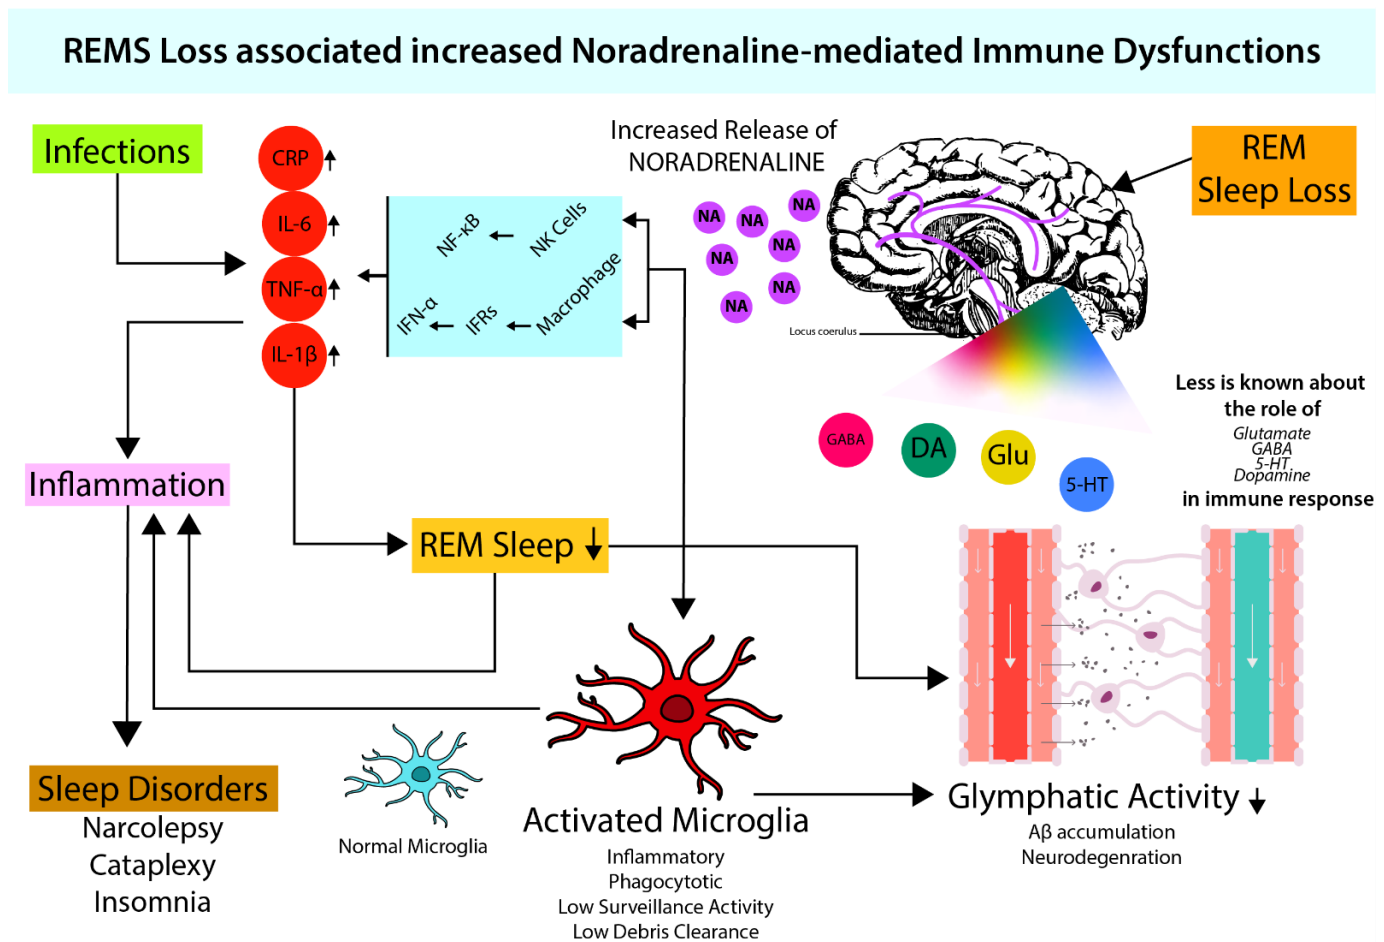 REMS Loss associated increased Noradrenaline-mediated Immune Dysfunctions
Infections
CRP
IL-6
TNF-α
IL-1β
NF-κB
NK Cells
IFN-α
IFRs
Macrophage
Increased Release of
NORADRENALINE
NA
NA
NA
NA
NA
NA
NA
REM
Sleep Loss
Locus coerulus
GABA
DA
Glu
5-HT
Less is known about
the role of
Glutamate
GABA
5-HT
Dopamine
in immune response
Inflammation
REM Sleep
Sleep Disorders
Narcolepsy
Cataplexy
Insomnia
Normal Microglia
Activated Microglia
Inflammatory
Phagocytotic
Low Surveillance Activity
Low Debris Clearance
Glymphatic Activity
Aβ accumulation
Neurodegenration